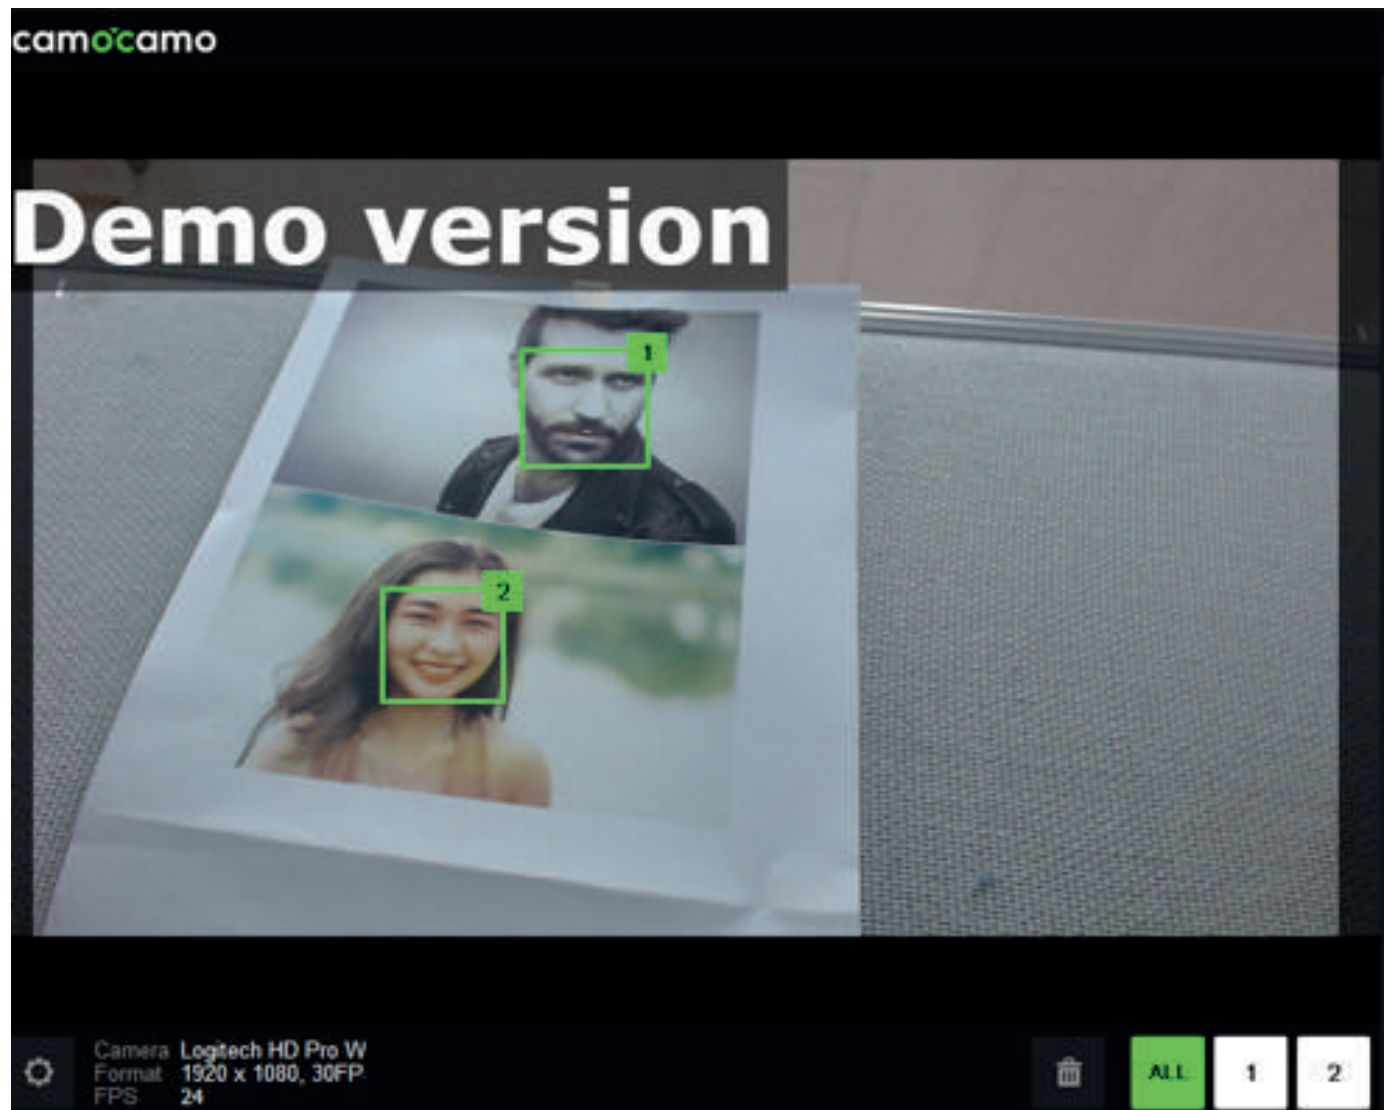 camocamo
Demo version
1
2
Camera Logitech HD Pro W
Format 1920 x 1080, 30FP
FPS 24
ALL 1 2